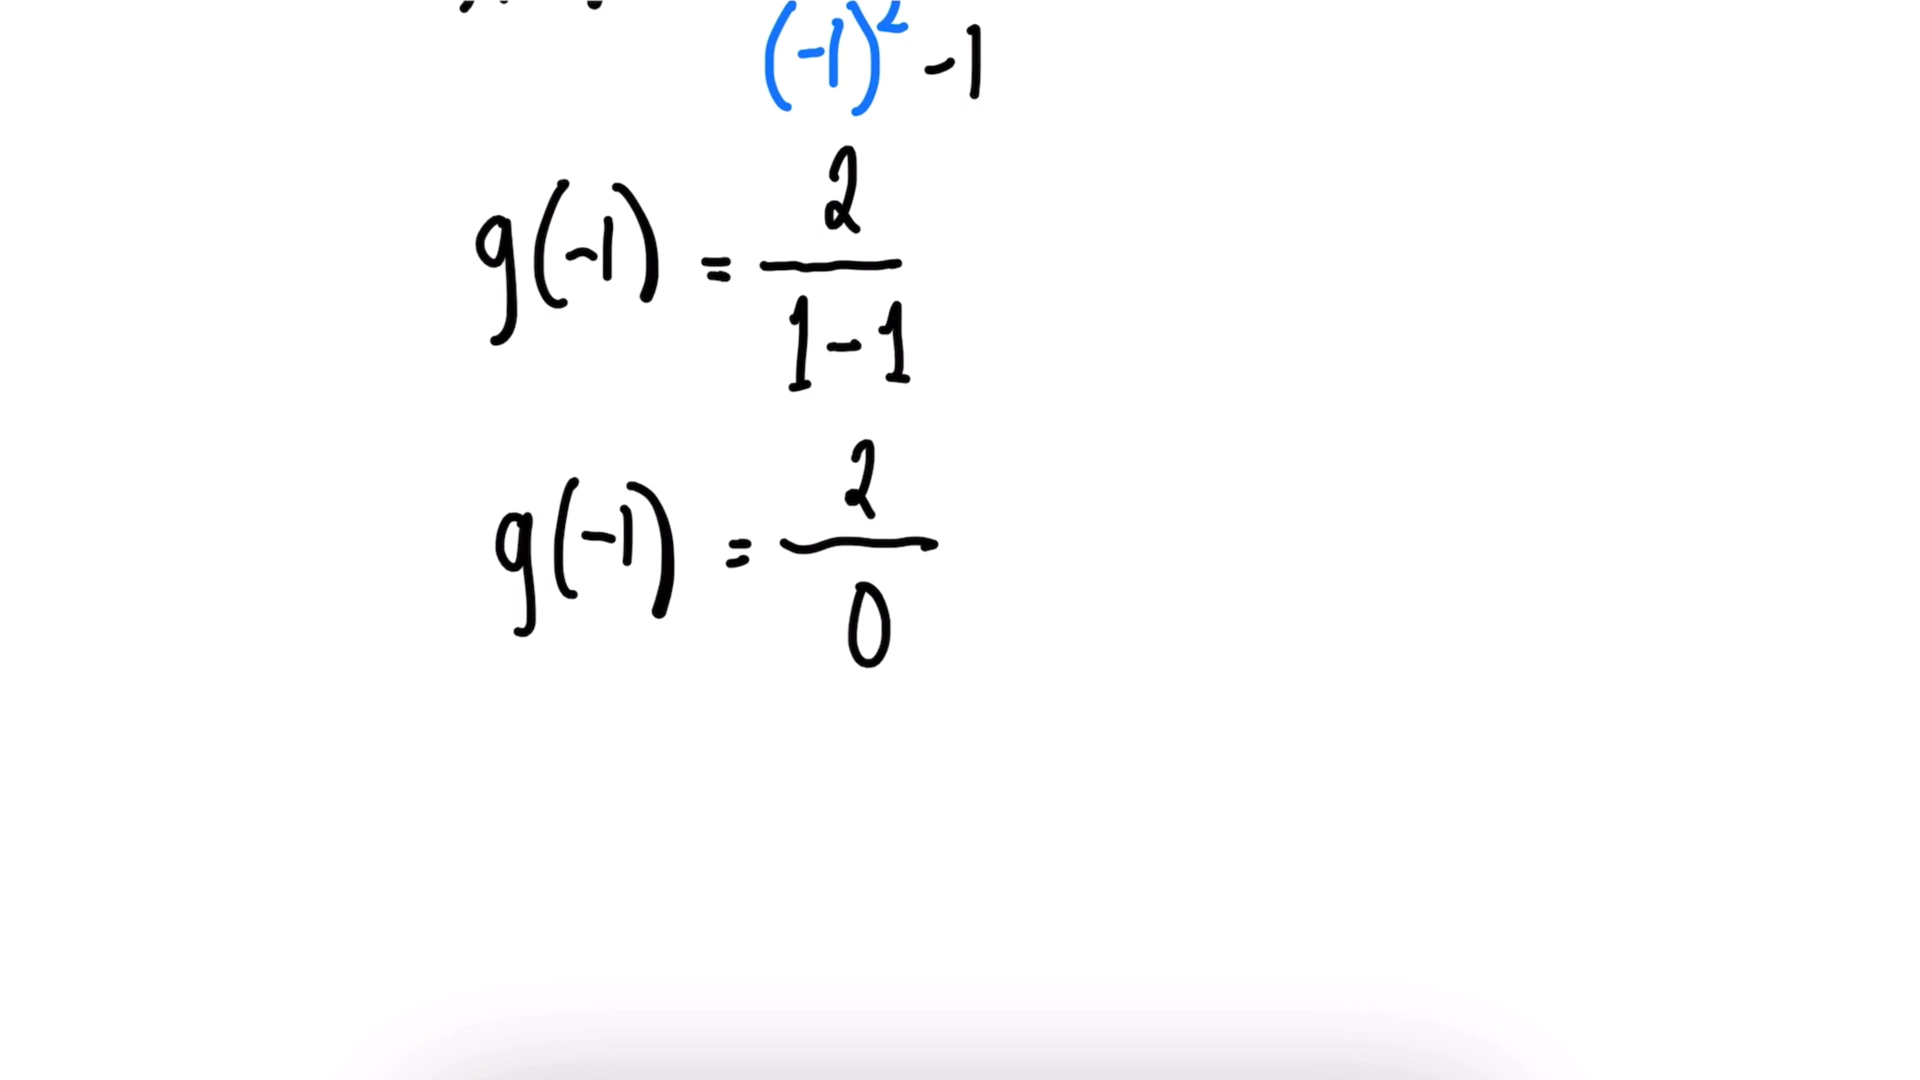 (-1)² -1
g(-1) = 2/(1-1)
g(-1) = 2/0